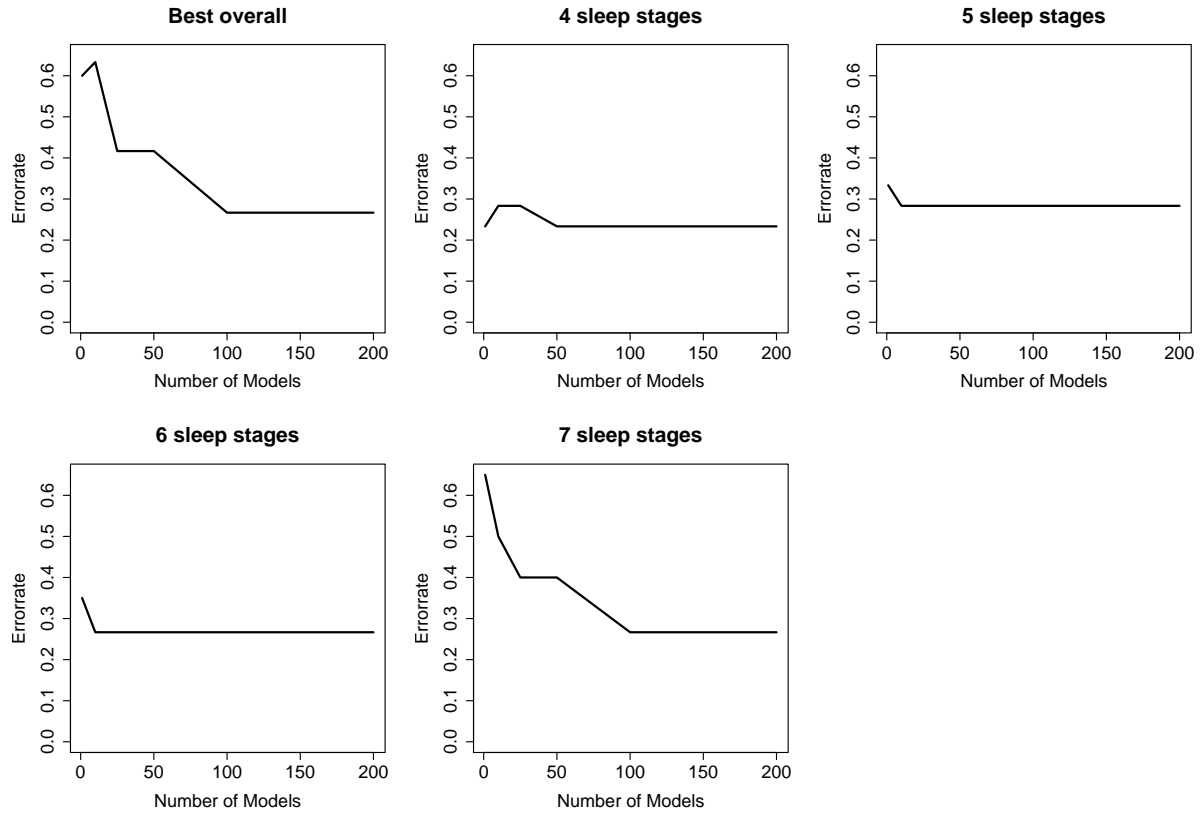 Best overall
4 sleep stages
5 sleep stages
Errorrate
0.0 0.1 0.2 0.3 0.4 0.5 0.6
0 50 100 150 200
Number of Models
Errorrate
0.0 0.1 0.2 0.3 0.4 0.5 0.6
0 50 100 150 200
Number of Models
Errorrate
0.0 0.1 0.2 0.3 0.4 0.5 0.6
0 50 100 150 200
Number of Models
6 sleep stages
7 sleep stages
Errorrate
0.0 0.1 0.2 0.3 0.4 0.5 0.6
0 50 100 150 200
Number of Models
Errorrate
0.0 0.1 0.2 0.3 0.4 0.5 0.6
0 50 100 150 200
Number of Models